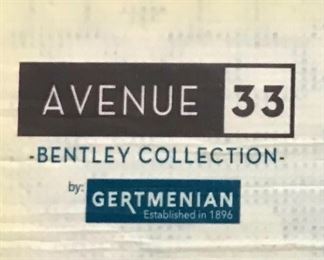 AVENUE 33
-BENTLEY COLLECTION-
by: GERTMENIAN
Established in 1896